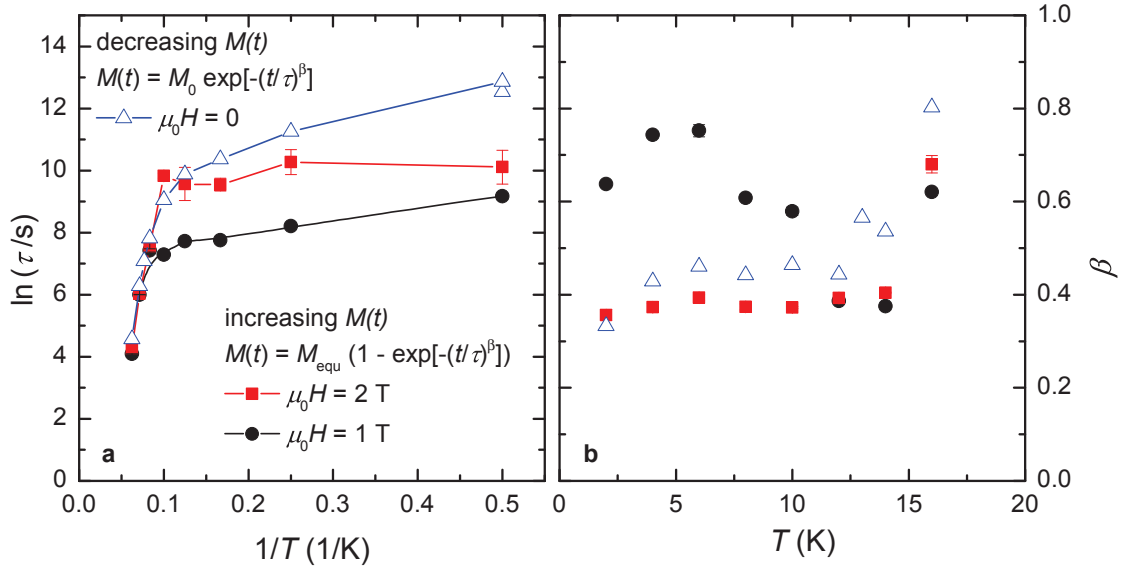 decreasing M(t)
M(t) = M₀ exp[-(t/τ)^β]
μ₀H = 0
increasing M(t)
M(t) = M_equ (1 - exp[-(t/τ)^β])
μ₀H = 2 T
μ₀H = 1 T
a
ln (τ /s)
14
12
10
8
6
4
2
0
0.0 0.1 0.2 0.3 0.4 0.5
1/T (1/K)
b
0 5 10 15 20
T (K)
1.0
0.8
0.6
0.4
0.2
0.0
β